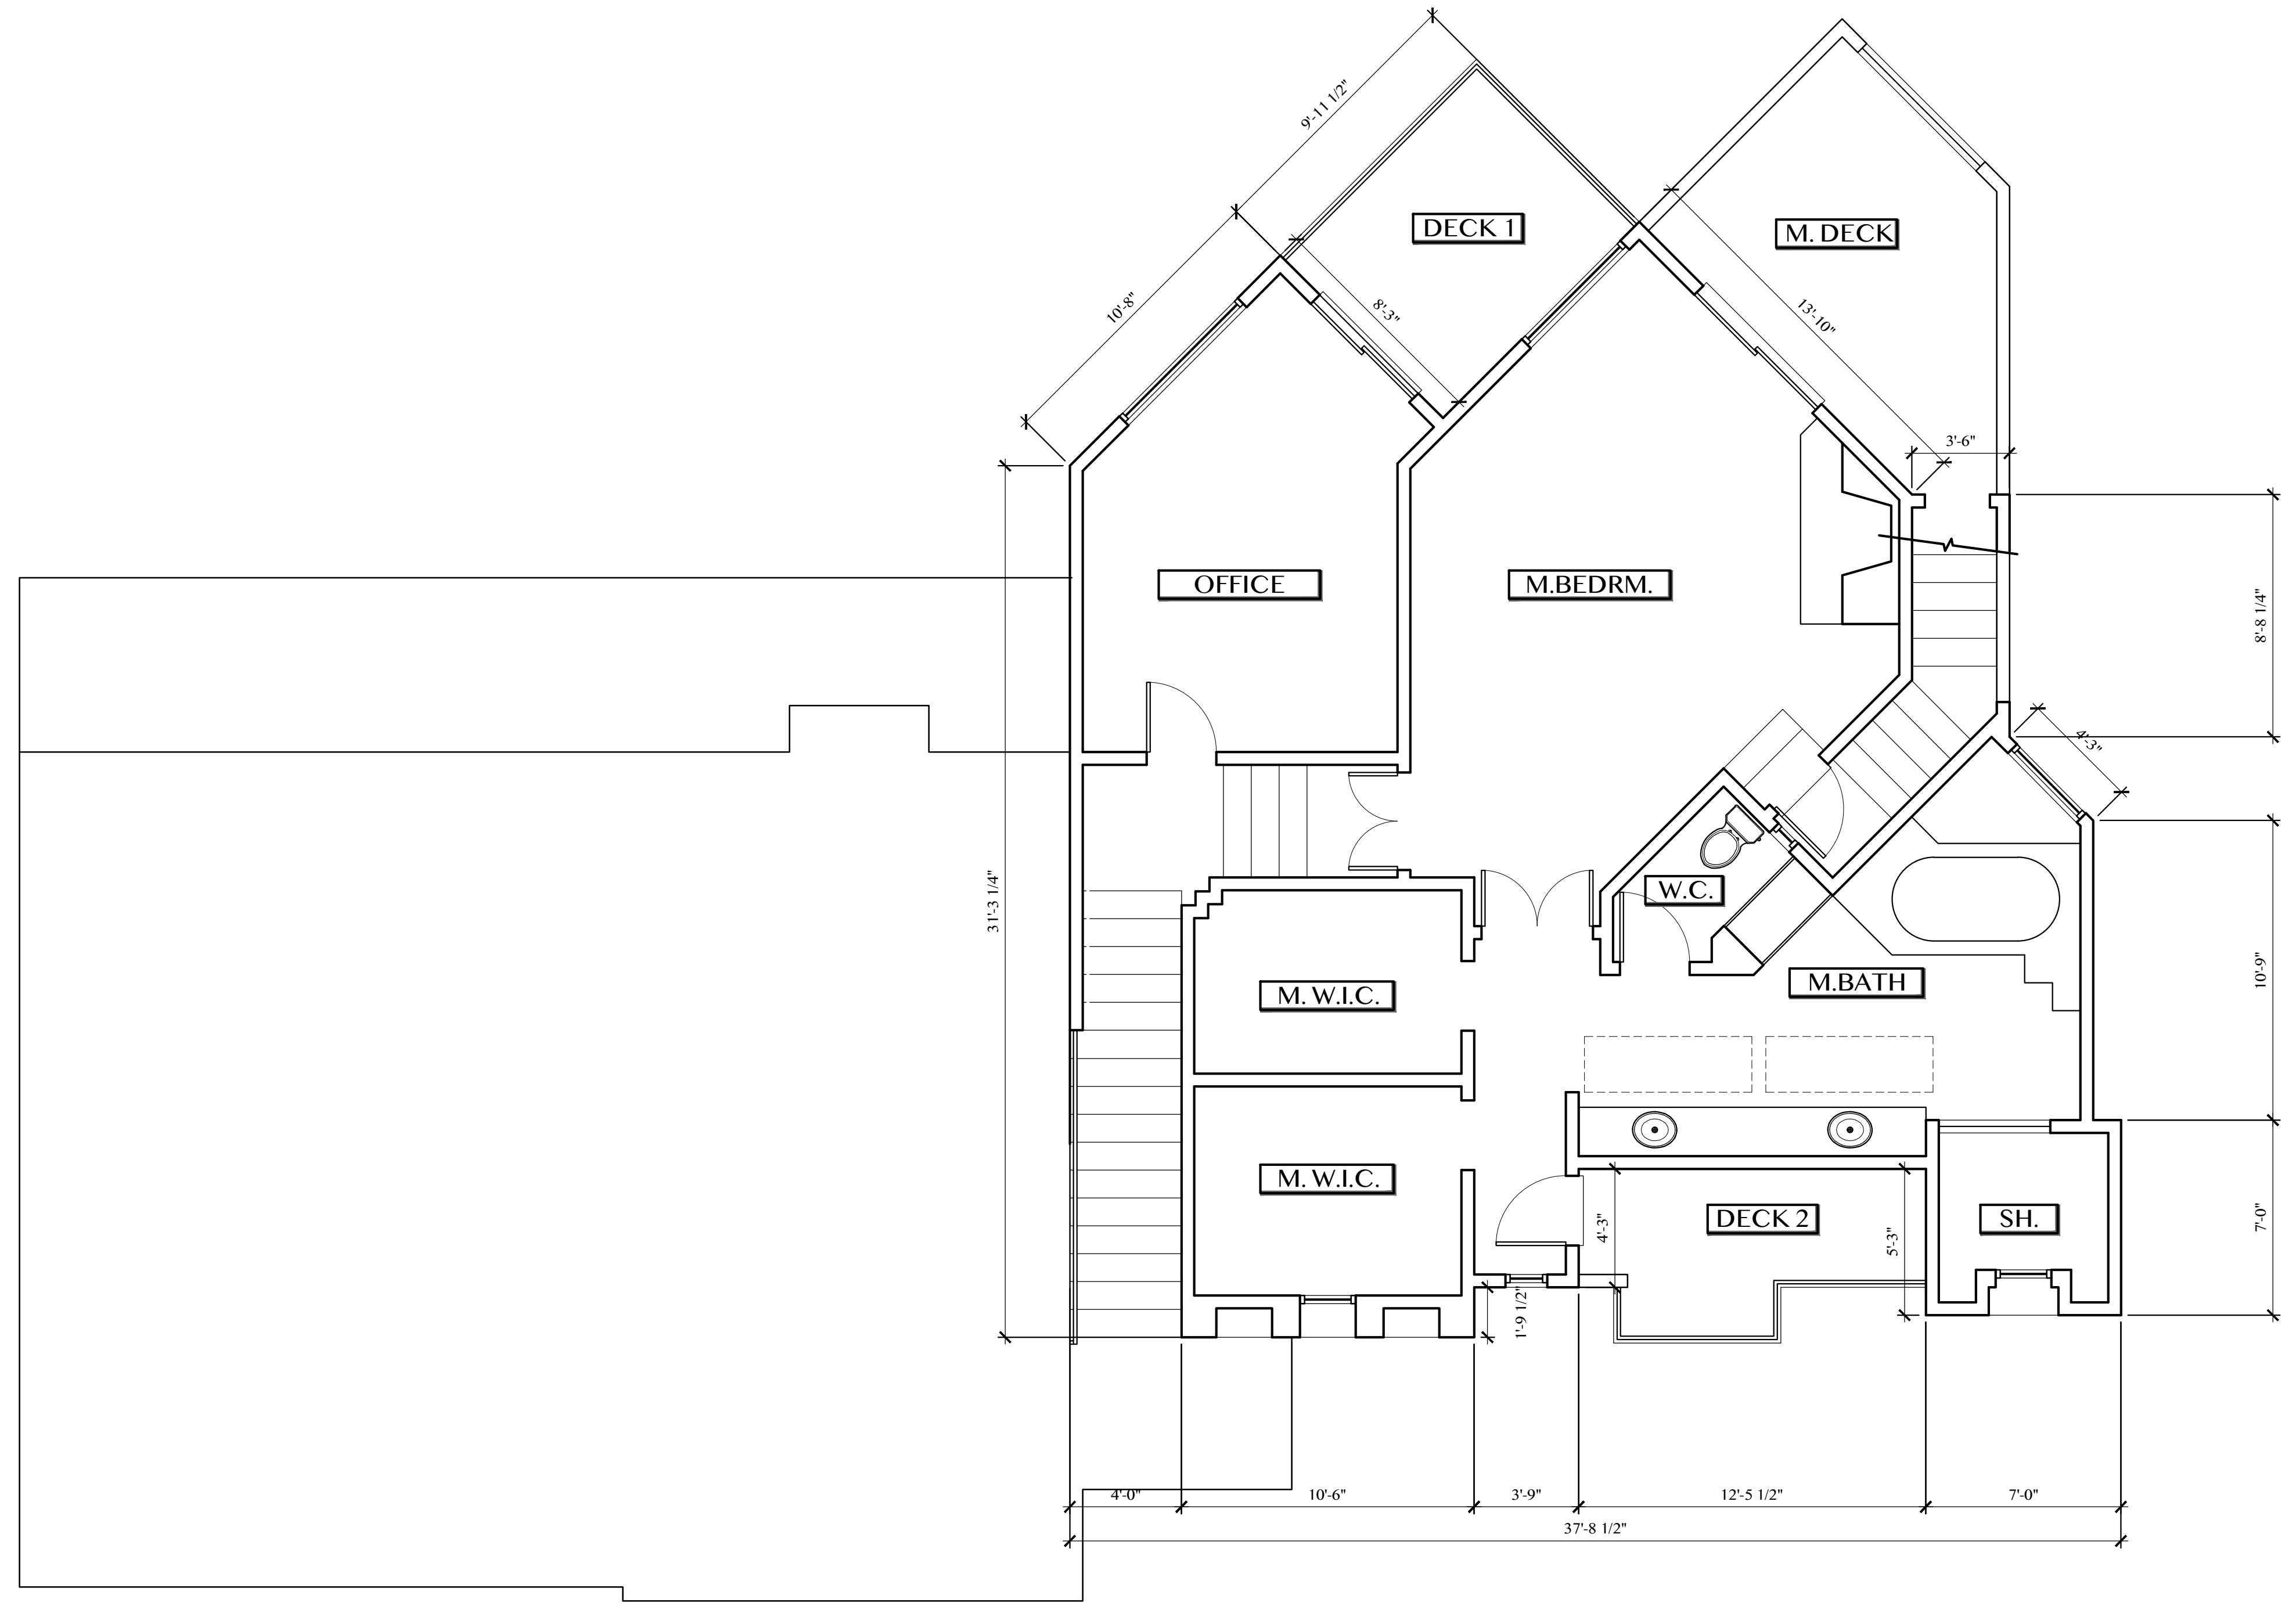 9'-11 1/2"
DECK 1
M. DECK
10'-8"
8'-3"
13'-10"
3'-6"
OFFICE
M.BEDRM.
8'-8 1/4"
4'-3"
31'-3 1/4"
W.C.
M. W.I.C.
M.BATH
10'-9"
M. W.I.C.
DECK 2
SH.
4'-3"
5'-3"
7'-0"
1'-9 1/2"
4'-0"
10'-6"
3'-9"
12'-5 1/2"
7'-0"
37'-8 1/2"